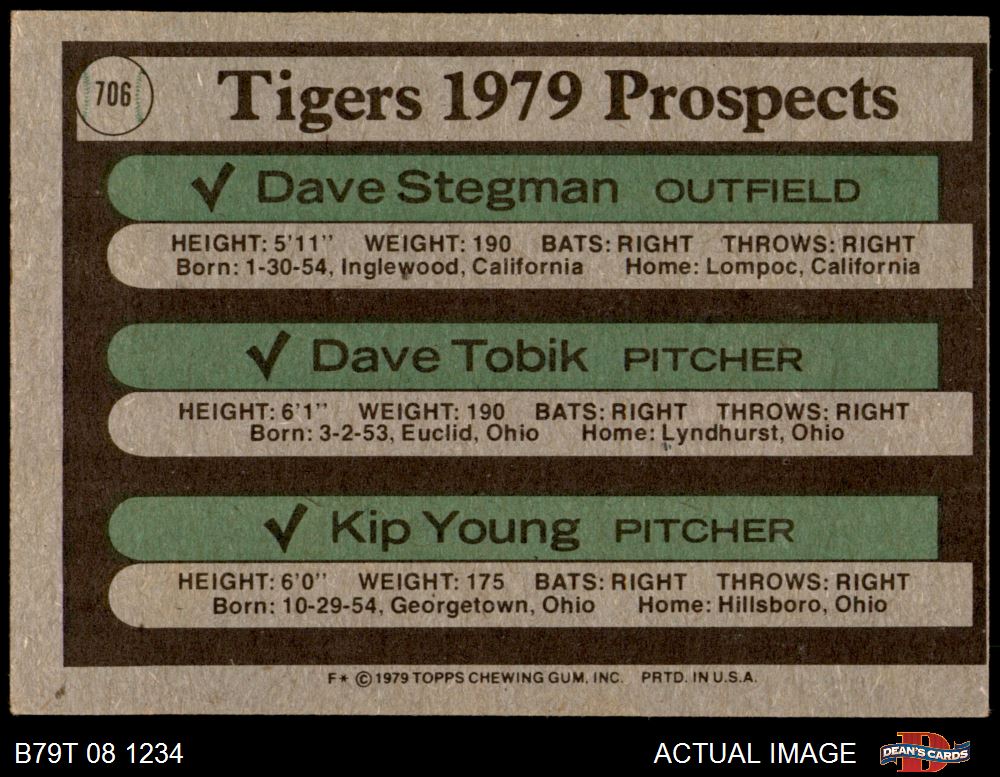 706
Tigers 1979 Prospects
✓ Dave Stegman OUTFIELD
HEIGHT: 5'11" WEIGHT: 190 BATS: RIGHT THROWS: RIGHT
Born: 1-30-54, Inglewood, California Home: Lompoc, California
✓ Dave Tobik PITCHER
HEIGHT: 6'1" WEIGHT: 190 BATS: RIGHT THROWS: RIGHT
Born: 3-2-53, Euclid, Ohio Home: Lyndhurst, Ohio
✓ Kip Young PITCHER
HEIGHT: 6'0" WEIGHT: 175 BATS: RIGHT THROWS: RIGHT
Born: 10-29-54, Georgetown, Ohio Home: Hillsboro, Ohio
F* © 1979 TOPPS CHEWING GUM, INC. PRTD. IN U.S.A.
B79T 08 1234 ACTUAL IMAGE DEAN'S CARDS